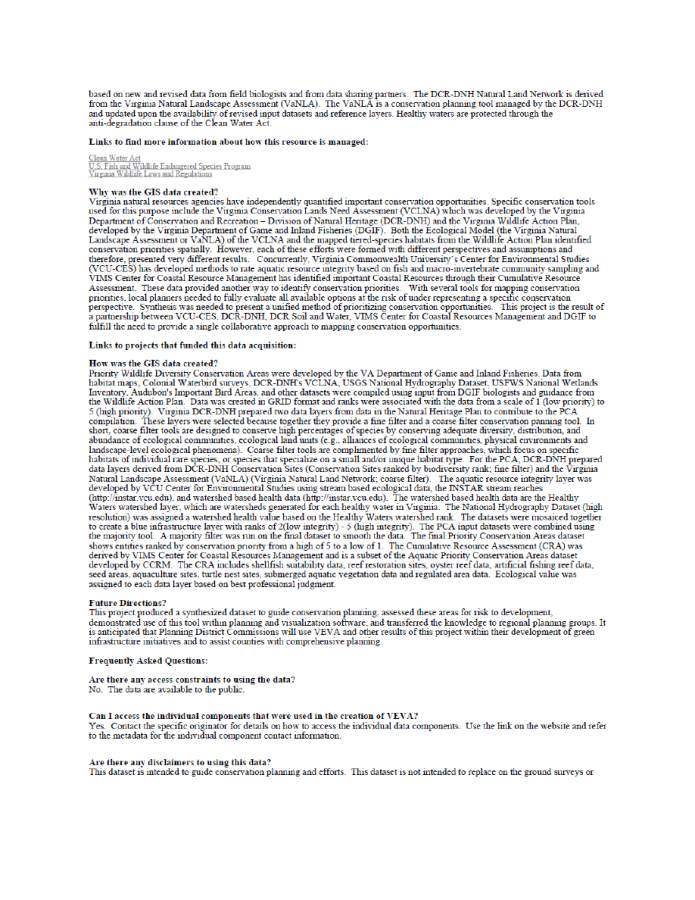 based on new and revised data from field biologists and from data sharing partners.  The DCR-DNH Natural Land Network is derived
from the Virginia Natural Landscape Assessment (VaNLA).  The VaNLA is a conservation planning tool managed by the DCR-DNH
and updated upon the availability of revised input datasets and reference layers. Healthy waters are protected through the
anti-degradation clause of the Clean Water Act.
Links to find more information about how this resource is managed:
Clean Water Act
U.S. Fish and Wildlife Endangered Species Program
Virginia Wildlife Laws and Regulations
Why was the GIS data created?
Virginia natural resources agencies have independently quantified important conservation opportunities. Specific conservation tools
used for this purpose include the Virginia Conservation Lands Need Assessment (VCLNA) which was developed by the Virginia
Department of Conservation and Recreation – Division of Natural Heritage (DCR-DNH) and the Virginia Wildlife Action Plan,
developed by the Virginia Department of Game and Inland Fisheries (DGIF).  Both the Ecological Model (the Virginia Natural
Landscape Assessment or VaNLA) of the VCLNA and the mapped tiered-species habitats from the Wildlife Action Plan identified
conservation priorities spatially.  However, each of these efforts were formed with different perspectives and assumptions and
therefore, presented very different results.   Concurrently, Virginia Commonwealth University's Center for Environmental Studies
(VCU-CES) has developed methods to rate aquatic resource integrity based on fish and macro-invertebrate community sampling and
VIMS Center for Coastal Resource Management has identified important Coastal Resources through their Cumulative Resource
Assessment.  These data provided another way to identify conservation priorities.   With several tools for mapping conservation
priorities, local planners needed to fully evaluate all available options at the risk of under representing a specific conservation
perspective.  Synthesis was needed to present a unified method of prioritizing conservation opportunities.  This project is the result of
a partnership between VCU-CES, DCR-DNH, DCR Soil and Water, VIMS Center for Coastal Resources Management and DGIF to
fulfill the need to provide a single collaborative approach to mapping conservation opportunities.
Links to projects that funded this data acquisition:
How was the GIS data created?
Priority Wildlife Diversity Conservation Areas were developed by the VA Department of Game and Inland Fisheries. Data from
habitat maps, Colonial Waterbird surveys, DCR-DNH's VCLNA, USGS National Hydrography Dataset, USFWS National Wetlands
Inventory, Audubon's Important Bird Areas, and other datasets were compiled using input from DGIF biologists and guidance from
the Wildlife Action Plan.  Data was created in GRID format and ranks were associated with the data from a scale of 1 (low priority) to
5 (high priority).  Virginia DCR-DNH prepared two data layers from data in the Natural Heritage Plan to contribute to the PCA
compilation.  These layers were selected because together they provide a fine filter and a coarse filter conservation panning tool.  In
short, coarse filter tools are designed to conserve high percentages of species by conserving adequate diversity, distribution, and
abundance of ecological communities, ecological land units (e.g., alliances of ecological communities, physical environments and
landscape-level ecological phenomena).  Coarse filter tools are complimented by fine filter approaches, which focus on specific
habitats of individual rare species, or species that specialize on a small and/or unique habitat type.  For the PCA, DCR-DNH prepared
data layers derived from DCR-DNH Conservation Sites (Conservation Sites ranked by biodiversity rank; fine filter) and the Virginia
Natural Landscape Assessment (VaNLA) (Virginia Natural Land Network; coarse filter).   The aquatic resource integrity layer was
developed by VCU Center for Environmental Studies using stream based ecological data, the INSTAR stream reaches
(http://instar.vcu.edu), and watershed based health data (http://instar.vcu.edu).  The watershed based health data are the Healthy
Waters watershed layer, which are watersheds generated for each healthy water in Virginia.  The National Hydrography Dataset (high
resolution) was assigned a watershed health value based on the Healthy Waters watershed rank.  The datasets were mosaiced together
to create a blue infrastructure layer with ranks of 2(low integrity) - 5 (high integrity).  The PCA input datasets were combined using
the majority tool.  A majority filter was run on the final dataset to smooth the data.  The final Priority Conservation Areas dataset
shows entities ranked by conservation priority from a high of 5 to a low of 1.  The Cumulative Resource Assessment (CRA) was
derived by VIMS Center for Coastal Resources Management and is a subset of the Aquatic Priority Conservation Areas dataset
developed by CCRM.  The CRA includes shellfish suitability data, reef restoration sites, oyster reef data, artificial fishing reef data,
seed areas, aquaculture sites, turtle nest sites, submerged aquatic vegetation data and regulated area data.  Ecological value was
assigned to each data layer based on best professional judgment.
Future Directions?
This project produced a synthesized dataset to guide conservation planning, assessed these areas for risk to development,
demonstrated use of this tool within planning and visualization software, and transferred the knowledge to regional planning groups. It
is anticipated that Planning District Commissions will use VEVA and other results of this project within their development of green
infrastructure initiatives and to assist counties with comprehensive planning.
Frequently Asked Questions:
Are there any access constraints to using the data?
No.  The data are available to the public.
Can I access the individual components that were used in the creation of VEVA?
Yes.  Contact the specific originator for details on how to access the individual data components.  Use the link on the website and refer
to the metadata for the individual component contact information.
Are there any disclaimers to using this data?
This dataset is intended to guide conservation planning and efforts.  This dataset is not intended to replace on the ground surveys or